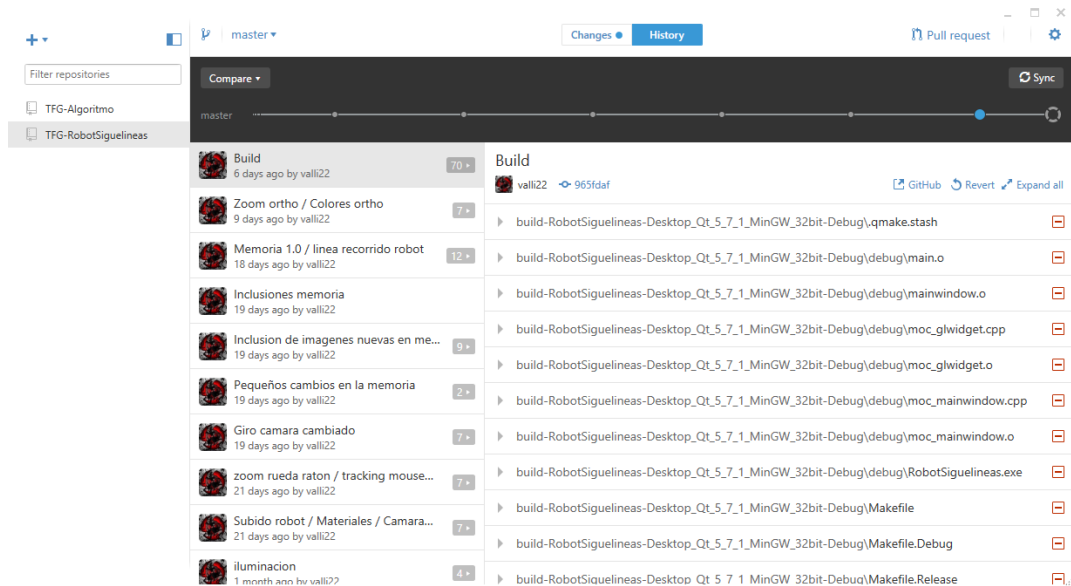 master
Changes
History
Pull request
Filter repositories
TFG-Algoritmo
TFG-RobotSiguelineas
Compare
Sync
master
Build
6 days ago by valli22
70
Zoom ortho / Colores ortho
9 days ago by valli22
7
Memoria 1.0 / linea recorrido robot
18 days ago by valli22
12
Inclusiones memoria
19 days ago by valli22
Inclusion de imagenes nuevas en me...
19 days ago by valli22
9
Pequeños cambios en la memoria
19 days ago by valli22
2
Giro camara cambiado
19 days ago by valli22
7
zoom rueda raton / tracking mouse...
21 days ago by valli22
7
Subido robot / Materiales / Camara...
21 days ago by valli22
7
iluminacion
1 month ago by valli22
4
Build
valli22 965fdaf
GitHub Revert Expand all
build-RobotSiguelineas-Desktop_Qt_5_7_1_MinGW_32bit-Debug\.qmake.stash
build-RobotSiguelineas-Desktop_Qt_5_7_1_MinGW_32bit-Debug\debug\main.o
build-RobotSiguelineas-Desktop_Qt_5_7_1_MinGW_32bit-Debug\debug\mainwindow.o
build-RobotSiguelineas-Desktop_Qt_5_7_1_MinGW_32bit-Debug\debug\moc_glwidget.cpp
build-RobotSiguelineas-Desktop_Qt_5_7_1_MinGW_32bit-Debug\debug\moc_glwidget.o
build-RobotSiguelineas-Desktop_Qt_5_7_1_MinGW_32bit-Debug\debug\moc_mainwindow.cpp
build-RobotSiguelineas-Desktop_Qt_5_7_1_MinGW_32bit-Debug\debug\moc_mainwindow.o
build-RobotSiguelineas-Desktop_Qt_5_7_1_MinGW_32bit-Debug\debug\RobotSiguelineas.exe
build-RobotSiguelineas-Desktop_Qt_5_7_1_MinGW_32bit-Debug\Makefile
build-RobotSiguelineas-Desktop_Qt_5_7_1_MinGW_32bit-Debug\Makefile.Debug
build-RobotSiguelineas-Desktop_Qt_5_7_1_MinGW_32bit-Debug\Makefile.Release